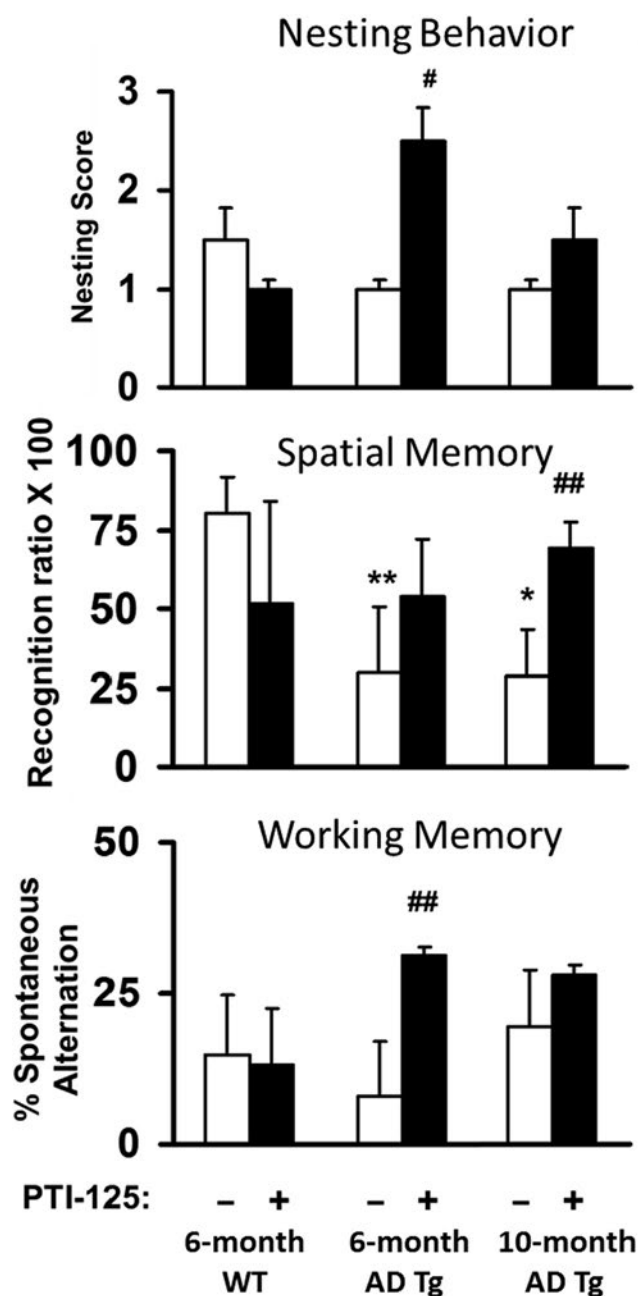 Nesting Behavior
Nesting Score
3
2
1
0
#
Spatial Memory
Recognition ratio X 100
100
75
50
25
0
**
*
##
Working Memory
% Spontaneous
Alternation
50
25
0
##
PTI-125: – + – + – +
6-month 6-month 10-month
WT AD Tg AD Tg